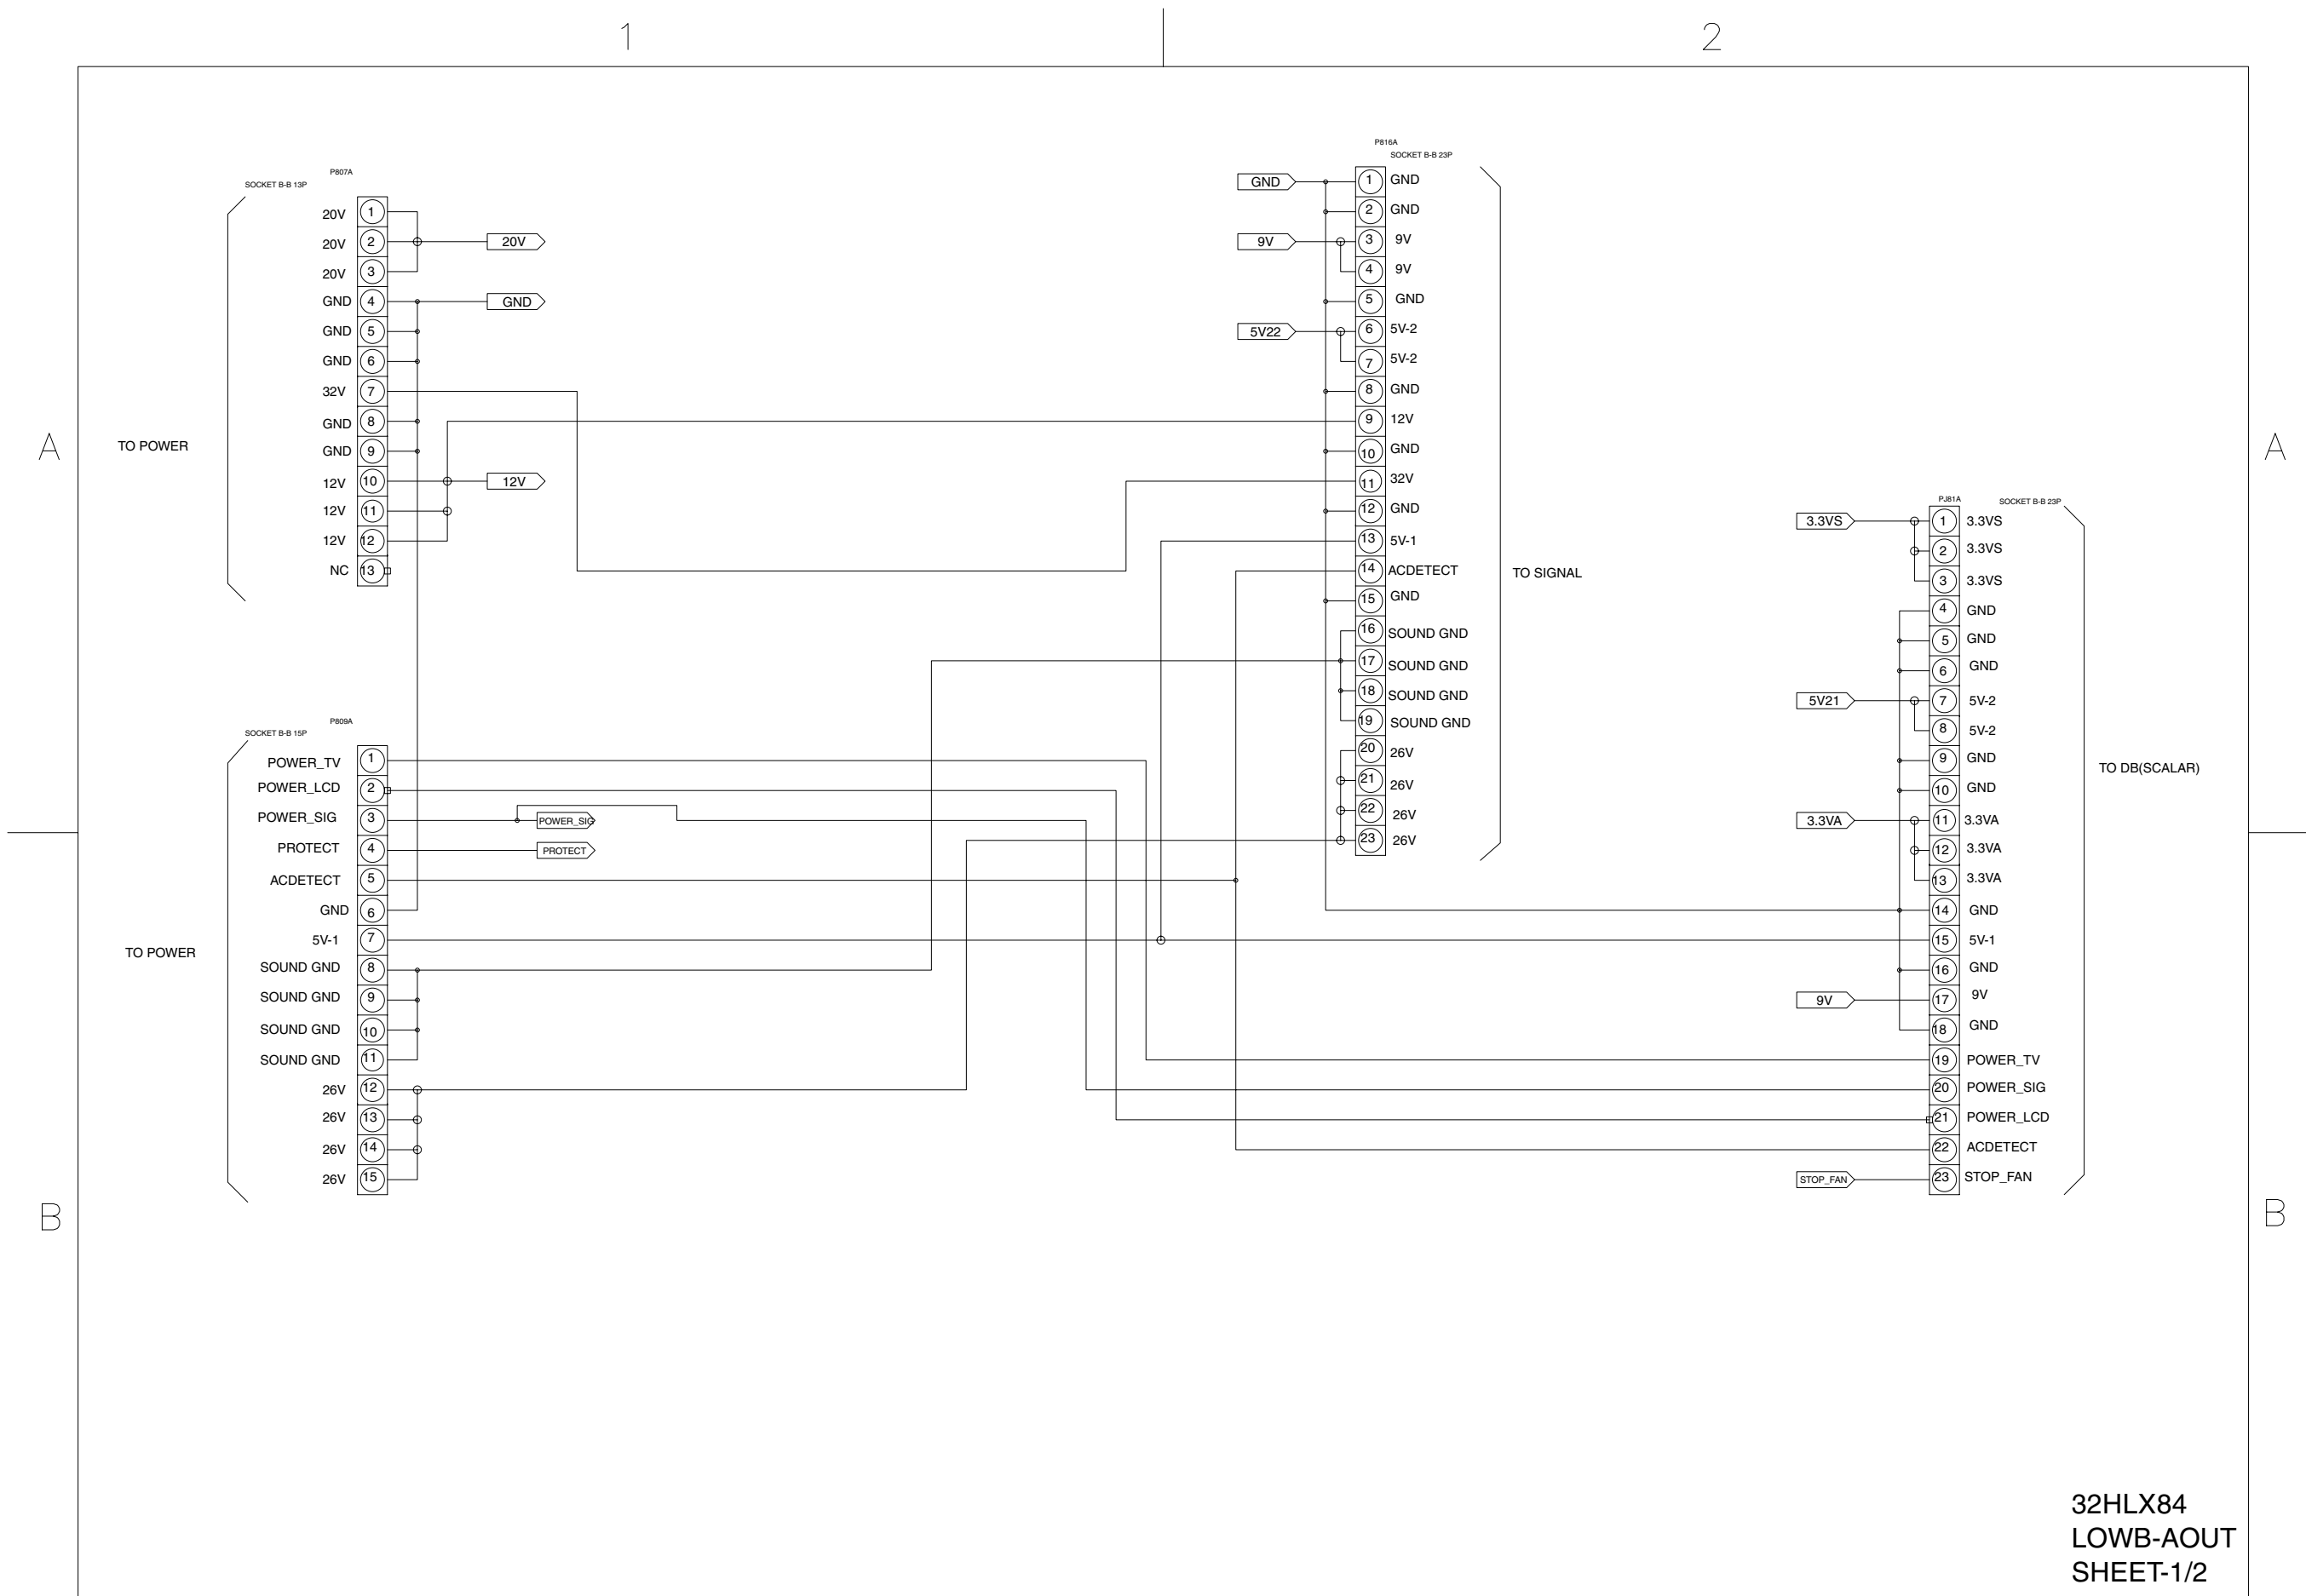 1
2
A
A
B
B
P807A
SOCKET B-B 13P
20V 1
20V 2
20V
20V 3
GND 4
GND
GND 5
GND 6
32V 7
GND 8
GND 9
12V 10
12V
12V 11
12V 12
NC 13
TO POWER
P809A
SOCKET B-B 15P
POWER_TV 1
POWER_LCD 2
POWER_SIG 3
POWER_SIG
PROTECT 4
PROTECT
ACDETECT 5
GND 6
5V-1 7
SOUND GND 8
SOUND GND 9
SOUND GND 10
SOUND GND 11
26V 12
26V 13
26V 14
26V 15
TO POWER
P816A
SOCKET B-B 23P
GND
1 GND
2 GND
9V
3 9V
4 9V
5 GND
5V22
6 5V-2
7 5V-2
8 GND
9 12V
10 GND
11 32V
12 GND
13 5V-1
14 ACDETECT
15 GND
16 SOUND GND
17 SOUND GND
18 SOUND GND
19 SOUND GND
20 26V
21 26V
22 26V
23 26V
TO SIGNAL
PJ81A
SOCKET B-B 23P
3.3VS
1 3.3VS
2 3.3VS
3 3.3VS
4 GND
5 GND
6 GND
5V21
7 5V-2
8 5V-2
9 GND
10 GND
3.3VA
11 3.3VA
12 3.3VA
13 3.3VA
14 GND
15 5V-1
16 GND
9V
17 9V
18 GND
19 POWER_TV
20 POWER_SIG
21 POWER_LCD
22 ACDETECT
STOP_FAN
23 STOP_FAN
TO DB(SCALAR)
32HLX84
LOWB-AOUT
SHEET-1/2